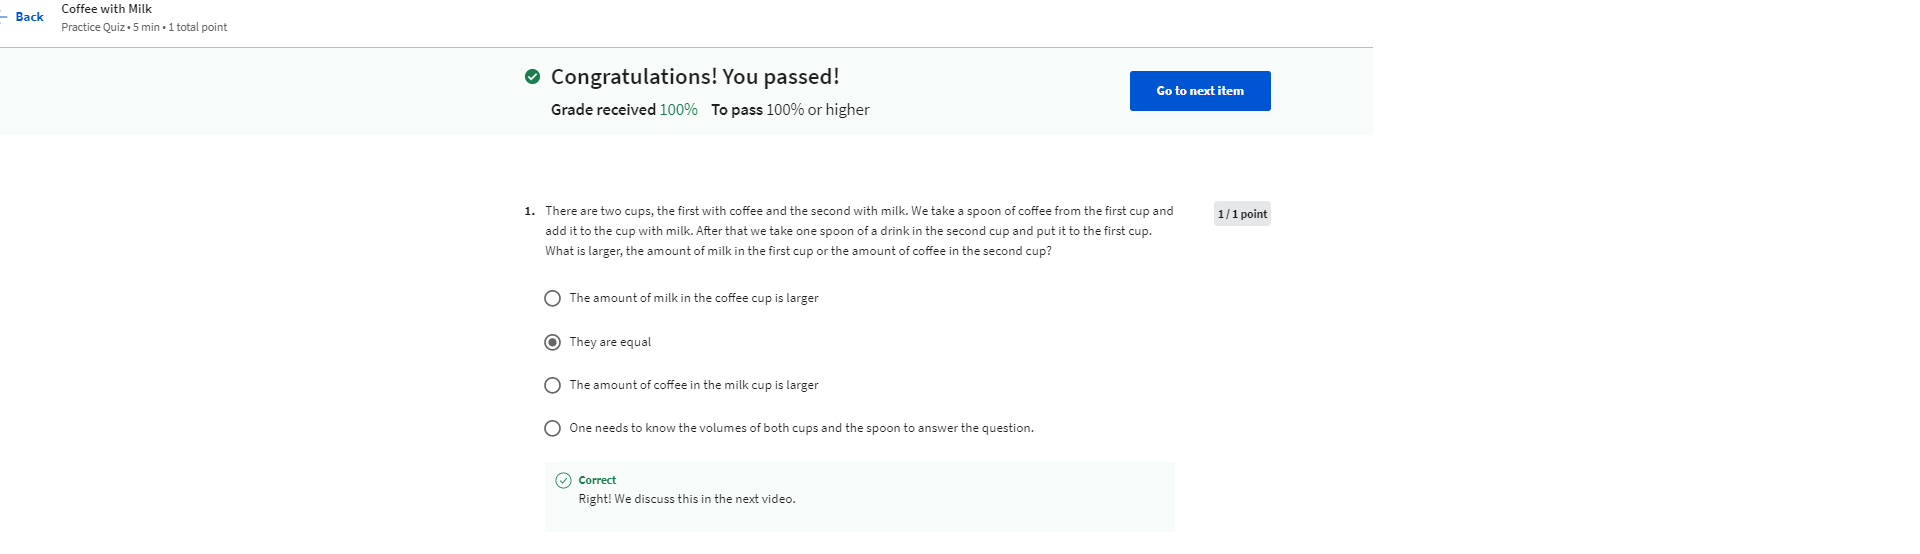 Back
Coffee with Milk
Practice Quiz • 5 min • 1 total point
Congratulations! You passed!
Grade received 100% To pass 100% or higher
Go to next item
1. There are two cups, the first with coffee and the second with milk. We take a spoon of coffee from the first cup and
add it to the cup with milk. After that we take one spoon of a drink in the second cup and put it to the first cup.
What is larger, the amount of milk in the first cup or the amount of coffee in the second cup?
1 / 1 point
The amount of milk in the coffee cup is larger
They are equal
The amount of coffee in the milk cup is larger
One needs to know the volumes of both cups and the spoon to answer the question.
Correct
Right! We discuss this in the next video.